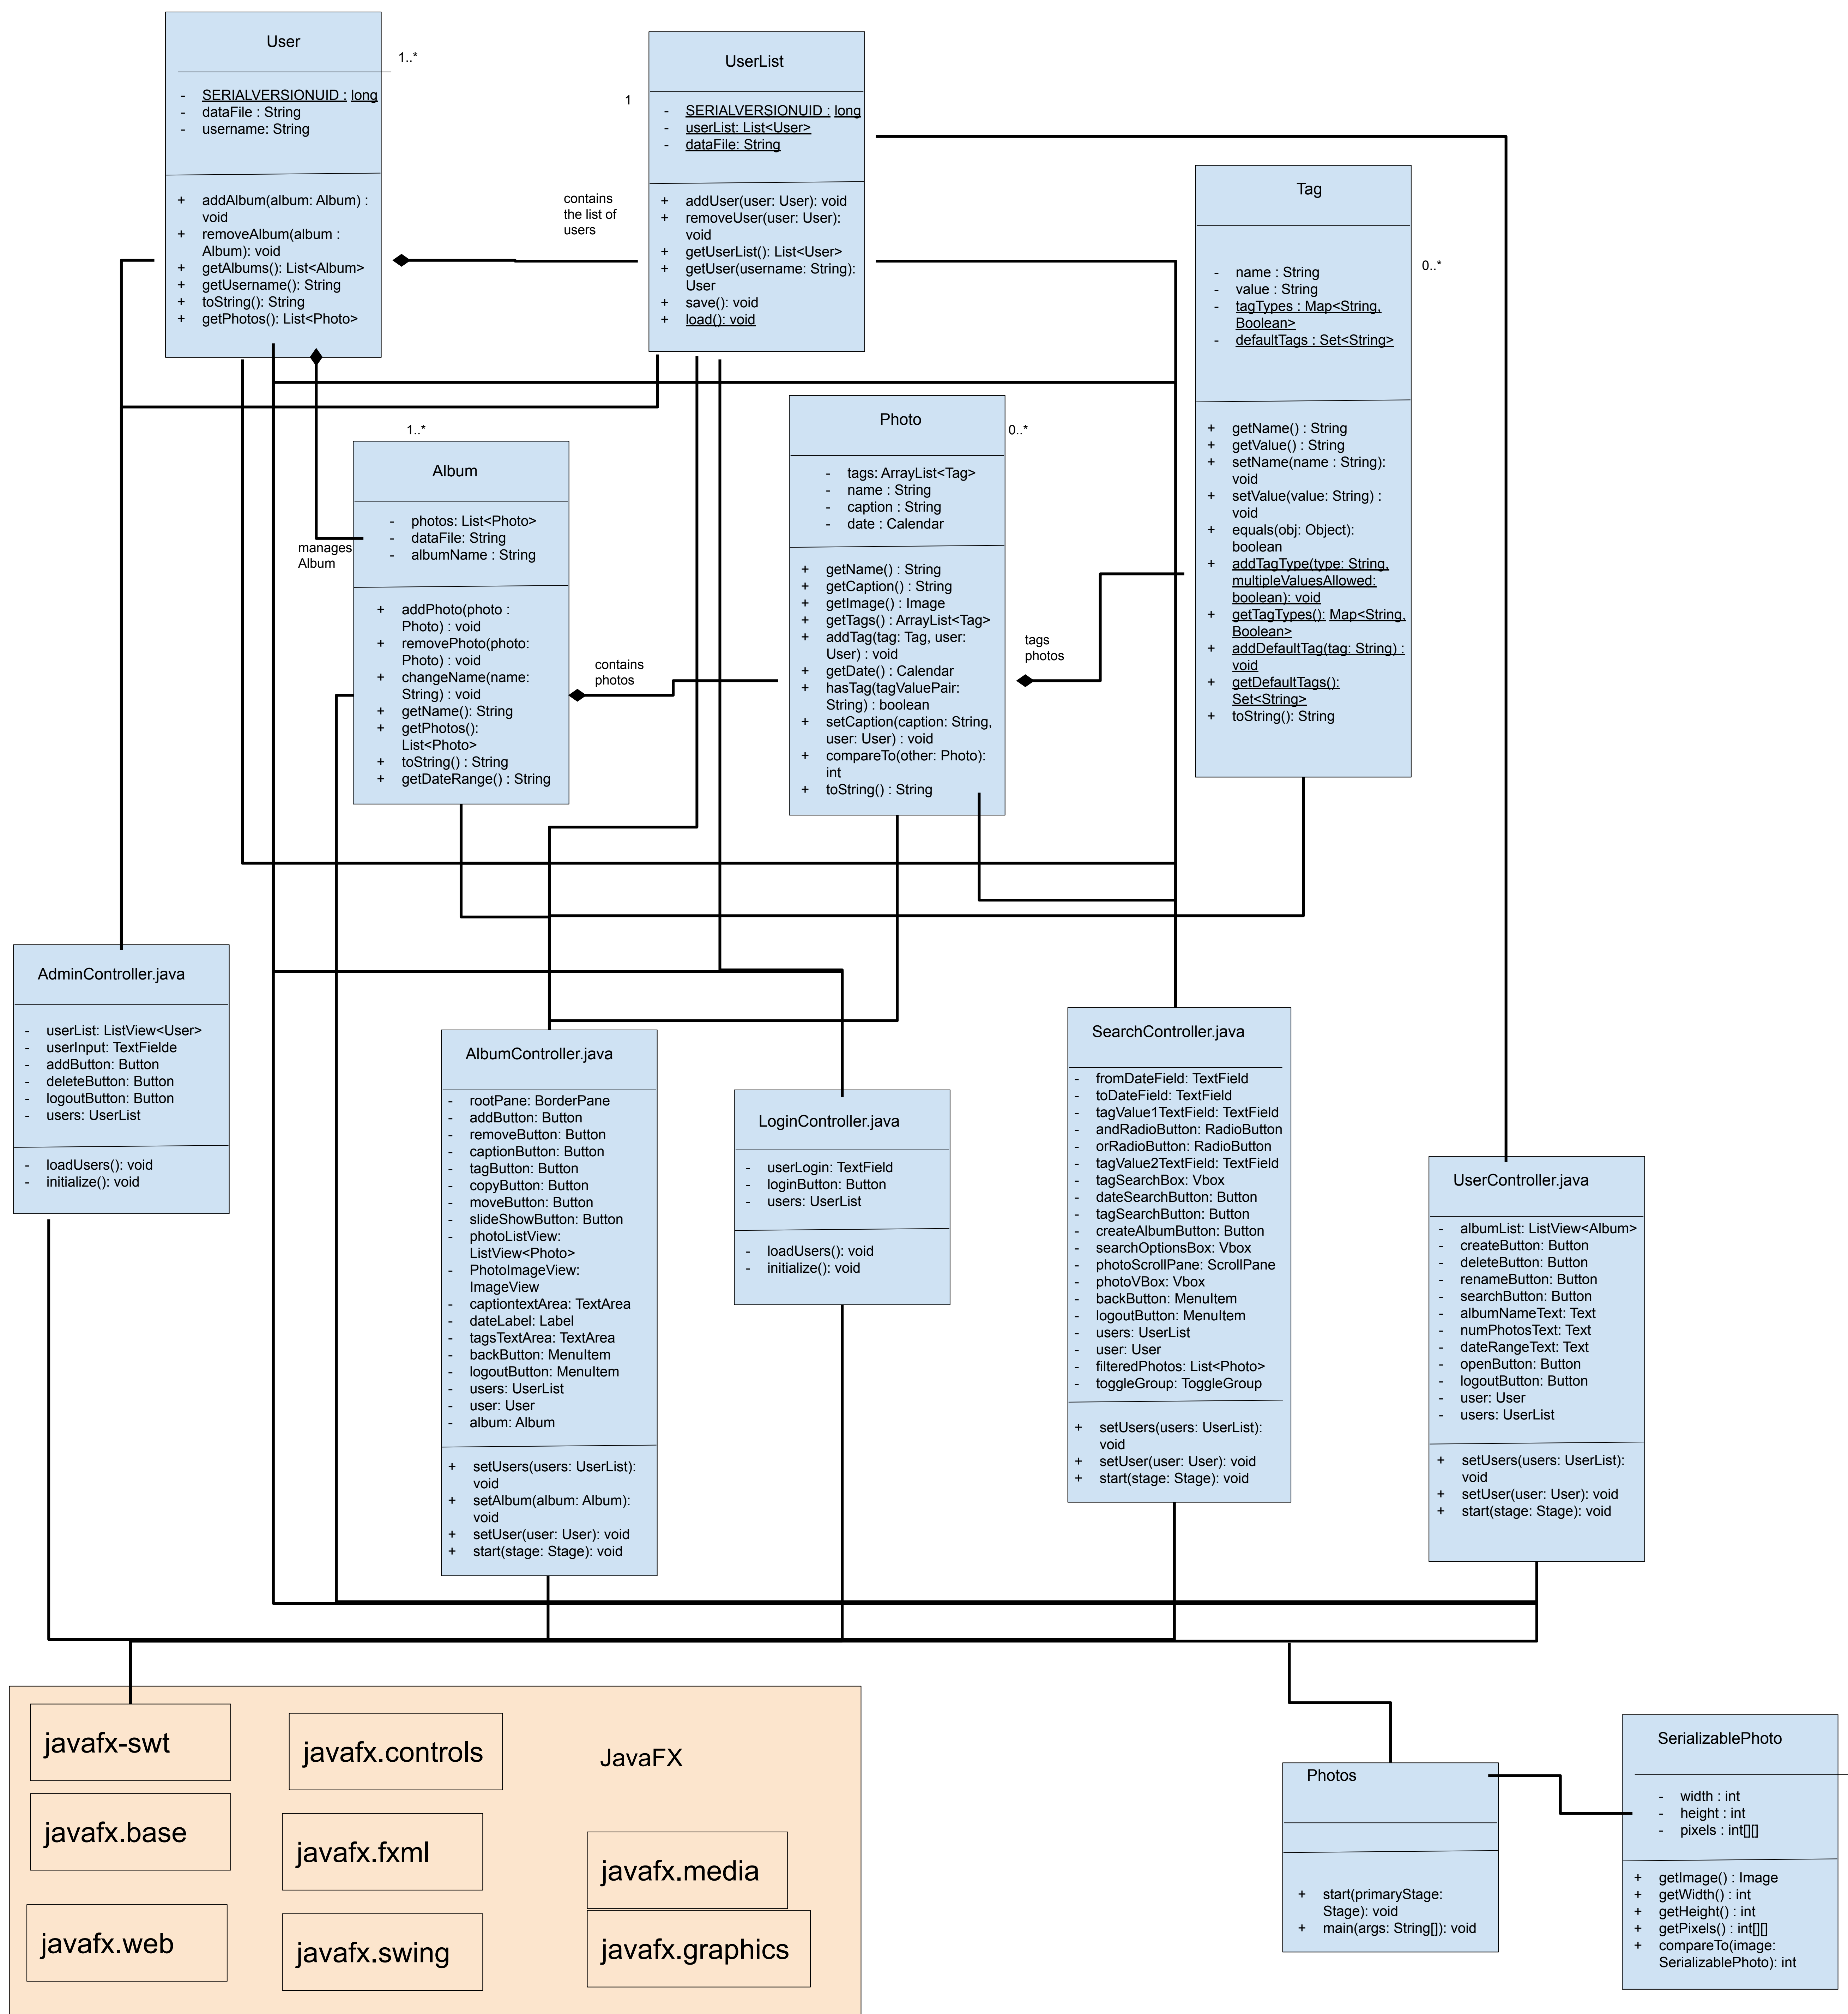 User
1..*
- SERIALVERSIONUID : long
- dataFile : String
- username: String
+ addAlbum(album: Album) :
void
+ removeAlbum(album :
Album): void
+ getAlbums(): List<Album>
+ getUsername(): String
+ toString(): String
+ getPhotos(): List<Photo>
contains
the list of
users
1
UserList
- SERIALVERSIONUID : long
- userList: List<User>
- dataFile: String
+ addUser(user: User): void
+ removeUser(user: User):
void
+ getUserList(): List<User>
+ getUser(username: String):
User
+ save(): void
+ load(): void
Tag
0..*
- name : String
- value : String
- tagTypes : Map<String,
Boolean>
- defaultTags : Set<String>
+ getName() : String
+ getValue() : String
+ setName(name : String):
void
+ setValue(value: String) :
void
+ equals(obj: Object):
boolean
+ addTagType(type: String,
multipleValuesAllowed:
boolean): void
+ getTagTypes(): Map<String,
Boolean>
+ addDefaultTag(tag: String) :
void
+ getDefaultTags():
Set<String>
+ toString(): String
manages
Album
1..*
Album
- photos: List<Photo>
- dataFile: String
- albumName : String
+ addPhoto(photo :
Photo) : void
+ removePhoto(photo:
Photo) : void
+ changeName(name:
String) : void
+ getName(): String
+ getPhotos():
List<Photo>
+ toString() : String
+ getDateRange() : String
contains
photos
Photo
0..*
- tags: ArrayList<Tag>
- name : String
- caption : String
- date : Calendar
+ getName() : String
+ getCaption() : String
+ getImage() : Image
+ getTags() : ArrayList<Tag>
+ addTag(tag: Tag, user:
User) : void
+ getDate() : Calendar
+ hasTag(tagValuePair:
String) : boolean
+ setCaption(caption: String,
user: User) : void
+ compareTo(other: Photo):
int
+ toString() : String
tags
photos
AdminController.java
- userList: ListView<User>
- userInput: TextFielde
- addButton: Button
- deleteButton: Button
- logoutButton: Button
- users: UserList
- loadUsers(): void
- initialize(): void
AlbumController.java
- rootPane: BorderPane
- addButton: Button
- removeButton: Button
- captionButton: Button
- tagButton: Button
- copyButton: Button
- moveButton: Button
- slideShowButton: Button
- photoListView:
ListView<Photo>
- PhotoImageView:
ImageView
- captiontextArea: TextArea
- dateLabel: Label
- tagsTextArea: TextArea
- backButton: MenuItem
- logoutButton: MenuItem
- users: UserList
- user: User
- album: Album
+ setUsers(users: UserList):
void
+ setAlbum(album: Album):
void
+ setUser(user: User): void
+ start(stage: Stage): void
LoginController.java
- userLogin: TextField
- loginButton: Button
- users: UserList
- loadUsers(): void
- initialize(): void
SearchController.java
- fromDateField: TextField
- toDateField: TextField
- tagValue1TextField: TextField
- andRadioButton: RadioButton
- orRadioButton: RadioButton
- tagValue2TextField: TextField
- tagSearchBox: Vbox
- dateSearchButton: Button
- tagSearchButton: Button
- createAlbumButton: Button
- searchOptionsBox: Vbox
- photoScrollPane: ScrollPane
- photoVBox: Vbox
- backButton: MenuItem
- logoutButton: MenuItem
- users: UserList
- user: User
- filteredPhotos: List<Photo>
- toggleGroup: ToggleGroup
+ setUsers(users: UserList):
void
+ setUser(user: User): void
+ start(stage: Stage): void
UserController.java
- albumList: ListView<Album>
- createButton: Button
- deleteButton: Button
- renameButton: Button
- searchButton: Button
- albumNameText: Text
- numPhotosText: Text
- dateRangeText: Text
- openButton: Button
- logoutButton: Button
- user: User
- users: UserList
+ setUsers(users: UserList):
void
+ setUser(user: User): void
+ start(stage: Stage): void
javafx-swt
javafx.controls
JavaFX
javafx.base
javafx.fxml
javafx.media
javafx.web
javafx.swing
javafx.graphics
Photos
+ start(primaryStage:
Stage): void
+ main(args: String[]): void
SerializablePhoto
- width : int
- height : int
- pixels : int[][]
+ getImage() : Image
+ getWidth() : int
+ getHeight() : int
+ getPixels() : int[][]
+ compareTo(image:
SerializablePhoto): int